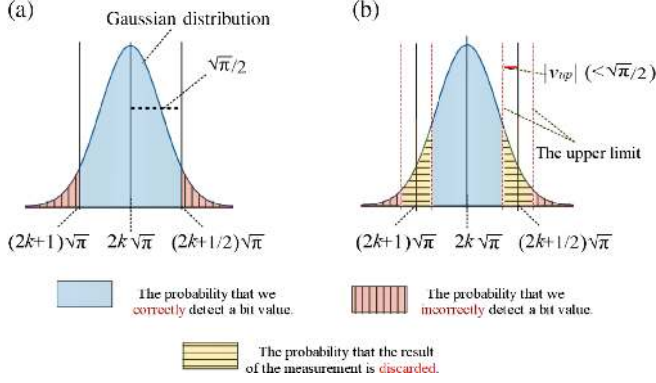 (a)
Gaussian distribution
√π/2
(2k+1)√π
2k√π
(2k+1/2)√π
(b)
|v_up| (<√π/2)
The upper limit
(2k+1)√π
2k√π
(2k+1/2)√π
The probability that we
correctly detect a bit value.
The probability that we
incorrectly detect a bit value.
The probability that the result
of the measurement is discarded.